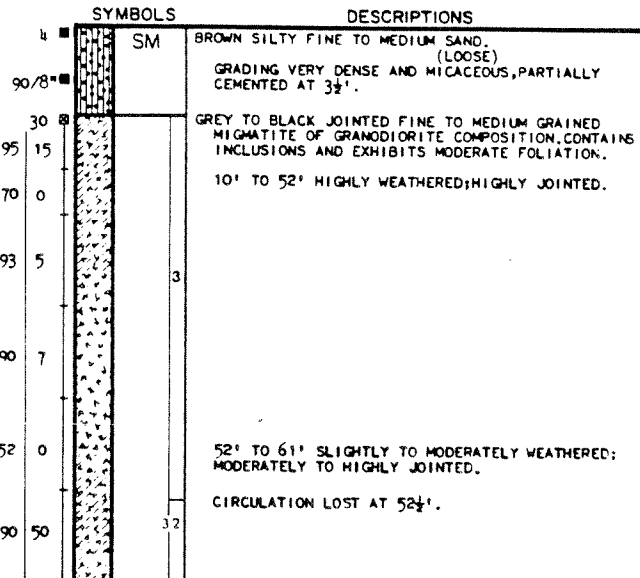 SYMBOLS DESCRIPTIONS
4 SM BROWN SILTY FINE TO MEDIUM SAND.
(LOOSE)
90/8" GRADING VERY DENSE AND MICACEOUS, PARTIALLY
CEMENTED AT 3½'.
30 GREY TO BLACK JOINTED FINE TO MEDIUM GRAINED
MIGMATITE OF GRANODIORITE COMPOSITION. CONTAINS
95 15 INCLUSIONS AND EXHIBITS MODERATE FOLIATION.
70 0 10' TO 52' HIGHLY WEATHERED; HIGHLY JOINTED.
93 5
3
90 7
52 0 52' TO 61' SLIGHTLY TO MODERATELY WEATHERED;
MODERATELY TO HIGHLY JOINTED.
CIRCULATION LOST AT 52½'.
32
90 50